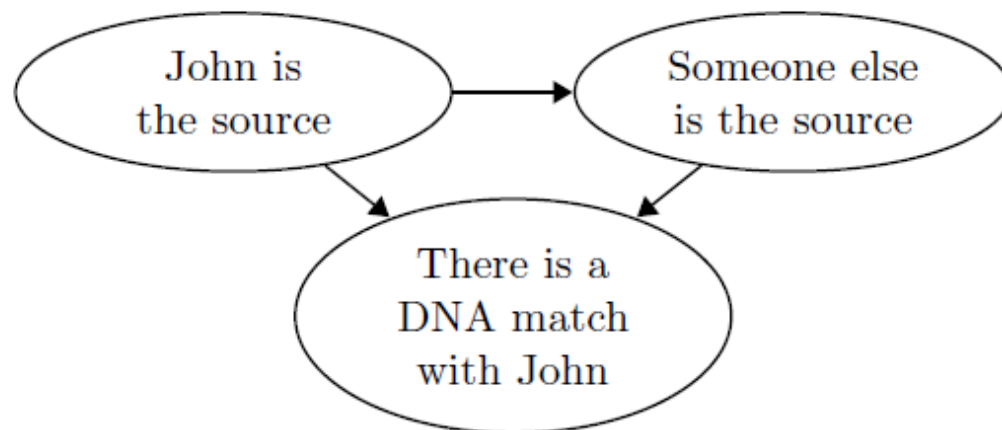 John is
the source
Someone else
is the source
There is a
DNA match
with John